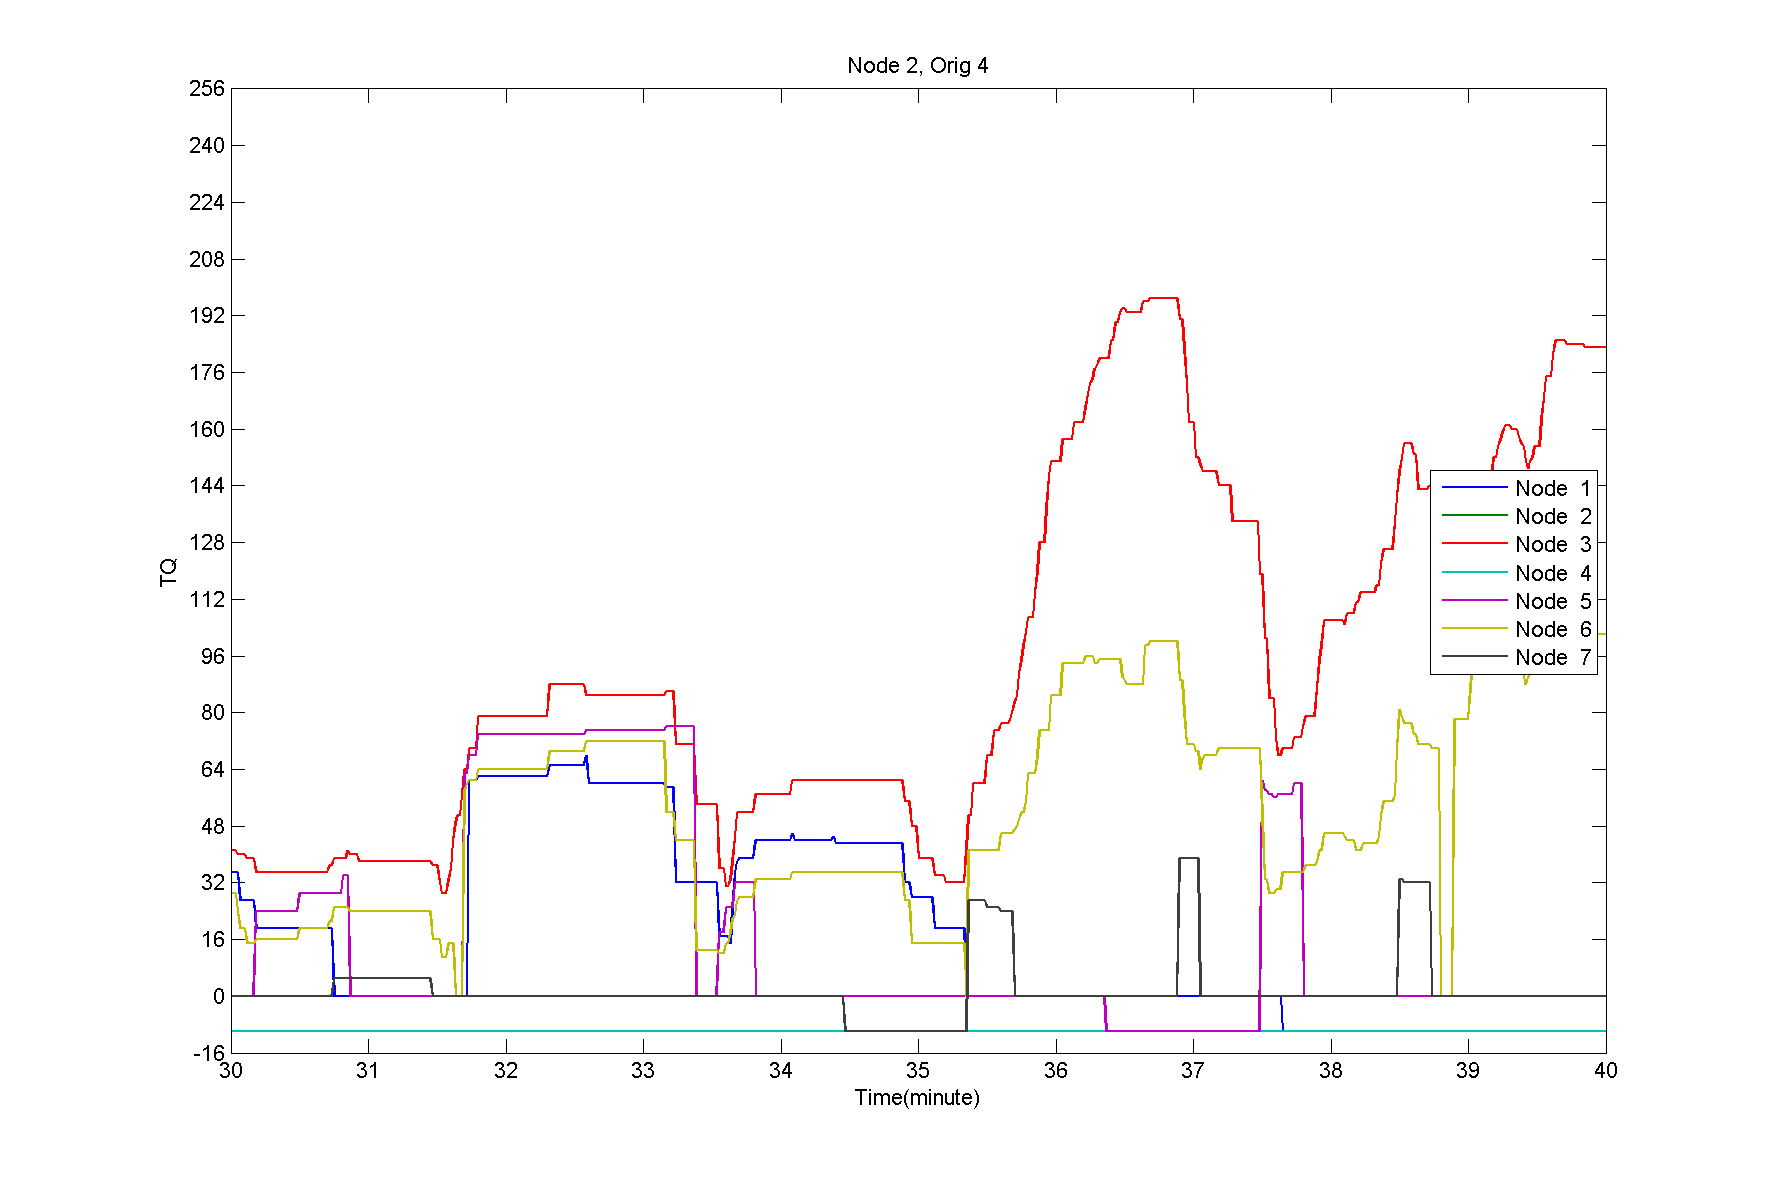 Node 2, Orig 4
256
240
224
208
192
176
160
144
128
112
96
80
64
48
32
16
0
-16
TQ
Node 1
Node 2
Node 3
Node 4
Node 5
Node 6
Node 7
30 31 32 33 34 35 36 37 38 39 40
Time(minute)